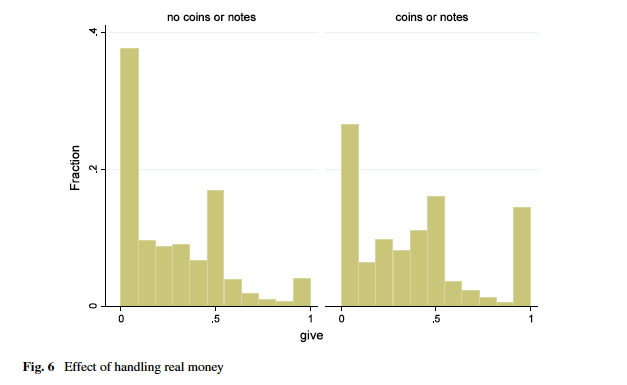 no coins or notes
coins or notes
.4
.2
0
Fraction
0
.5
1
0
.5
1
give
Fig. 6 Effect of handling real money